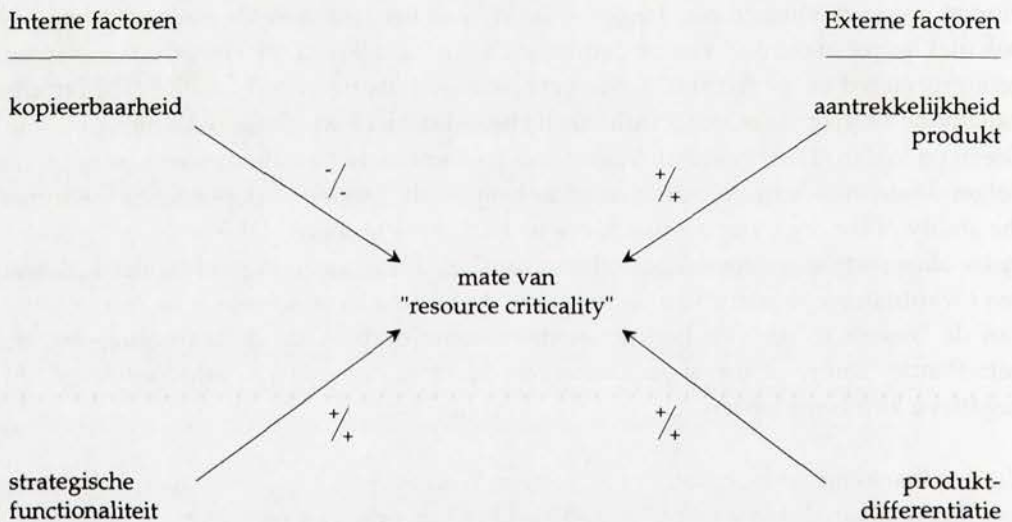 Interne factoren
Externe factoren
kopieerbaarheid
aantrekkelijkheid
produkt
-/
+/+
mate van
"resource criticality"
+/+
+/+
strategische
functionaliteit
produkt-
differentiatie